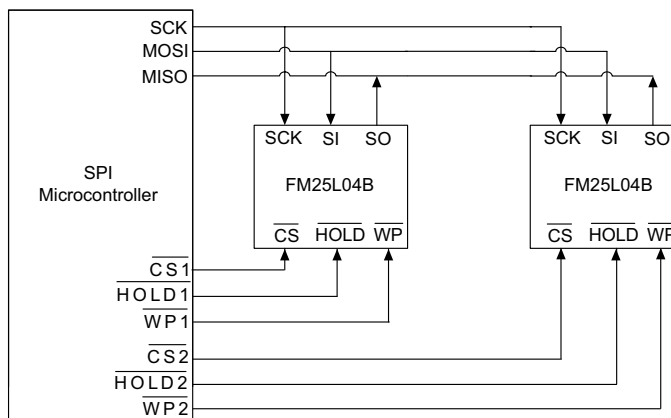 SCK
MOSI
MISO
SCK SI SO
SCK SI SO
SPI
Microcontroller
FM25L04B
FM25L04B
CS HOLD WP
CS HOLD WP
CS1
HOLD1
WP1
CS2
HOLD2
WP2